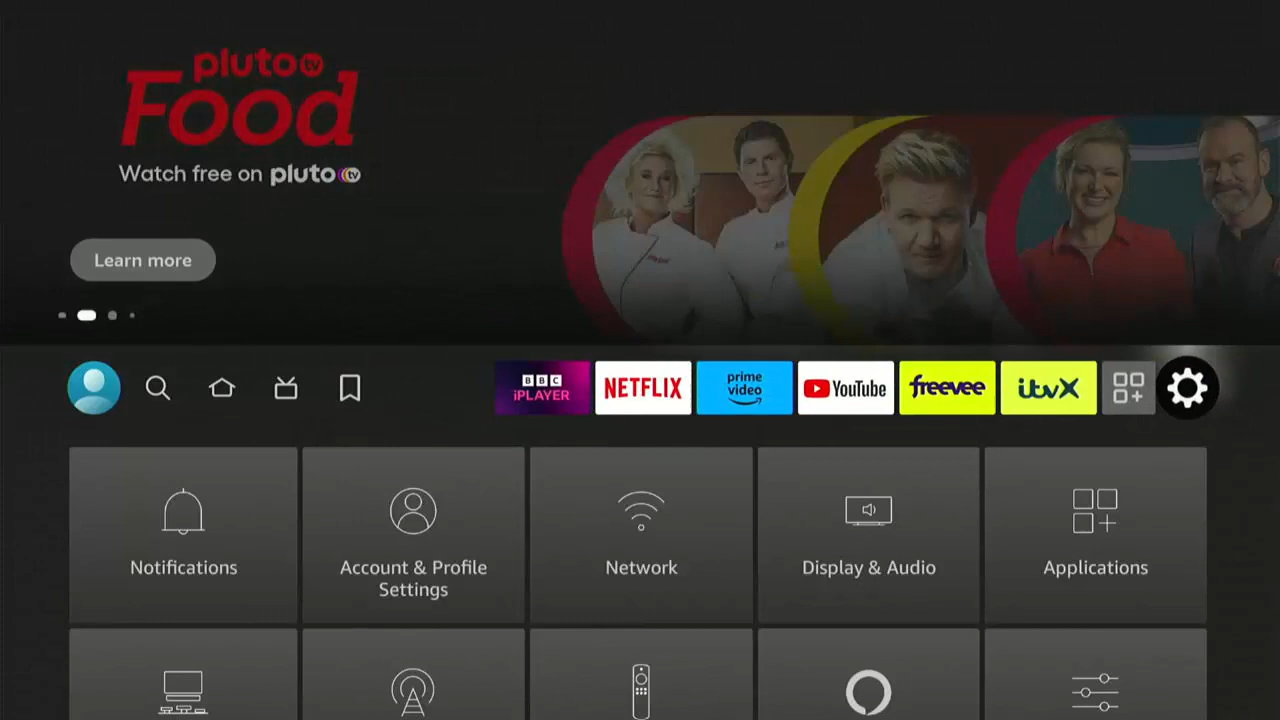 pluto tv
Food
Watch free on pluto tv
Learn more
BBC
iPLAYER
NETFLIX
prime
video
YouTube
freevee
itvX
Notifications
Account & Profile
Settings
Network
Display & Audio
Applications